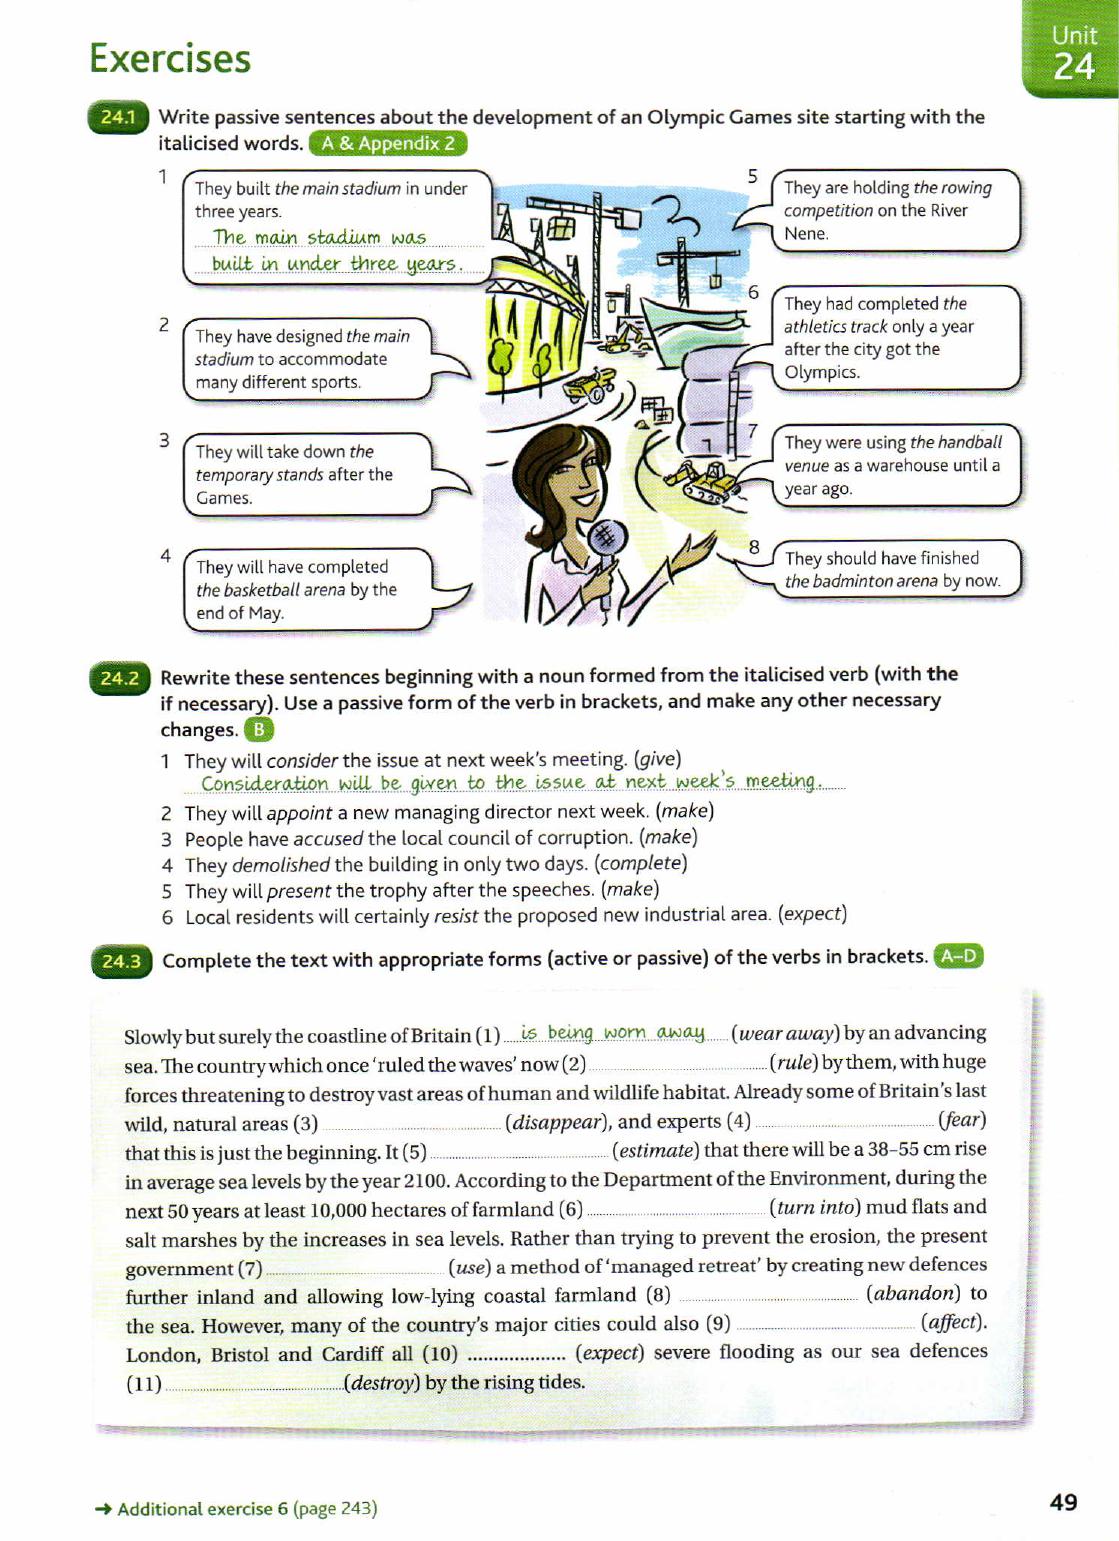 Exercises
Unit
24
24.1 Write passive sentences about the development of an Olympic Games site starting with the
italicised words. A & Appendix 2
1 They built the main stadium in under
three years.
The main stadium was
built in under three years.
2 They have designed the main
stadium to accommodate
many different sports.
3 They will take down the
temporary stands after the
Games.
4 They will have completed
the basketball arena by the
end of May.
5 They are holding the rowing
competition on the River
Nene.
6 They had completed the
athletics track only a year
after the city got the
Olympics.
7 They were using the handball
venue as a warehouse until a
year ago.
8 They should have finished
the badminton arena by now.
24.2 Rewrite these sentences beginning with a noun formed from the italicised verb (with the
if necessary). Use a passive form of the verb in brackets, and make any other necessary
changes. B
1 They will consider the issue at next week's meeting. (give)
Consideration will be given to the issue at next week's meeting.
2 They will appoint a new managing director next week. (make)
3 People have accused the local council of corruption. (make)
4 They demolished the building in only two days. (complete)
5 They will present the trophy after the speeches. (make)
6 Local residents will certainly resist the proposed new industrial area. (expect)
24.3 Complete the text with appropriate forms (active or passive) of the verbs in brackets. A–D
Slowly but surely the coastline of Britain (1) is being worn away (wear away) by an advancing
sea. The country which once 'ruled the waves' now (2) .................... (rule) by them, with huge
forces threatening to destroy vast areas of human and wildlife habitat. Already some of Britain's last
wild, natural areas (3) .................... (disappear), and experts (4) .................... (fear)
that this is just the beginning. It (5) .................... (estimate) that there will be a 38–55 cm rise
in average sea levels by the year 2100. According to the Department of the Environment, during the
next 50 years at least 10,000 hectares of farmland (6) .................... (turn into) mud flats and
salt marshes by the increases in sea levels. Rather than trying to prevent the erosion, the present
government (7) .................... (use) a method of 'managed retreat' by creating new defences
further inland and allowing low-lying coastal farmland (8) .................... (abandon) to
the sea. However, many of the country's major cities could also (9) .................... (affect).
London, Bristol and Cardiff all (10) .................... (expect) severe flooding as our sea defences
(11) .................... (destroy) by the rising tides.
➔ Additional exercise 6 (page 243)
49